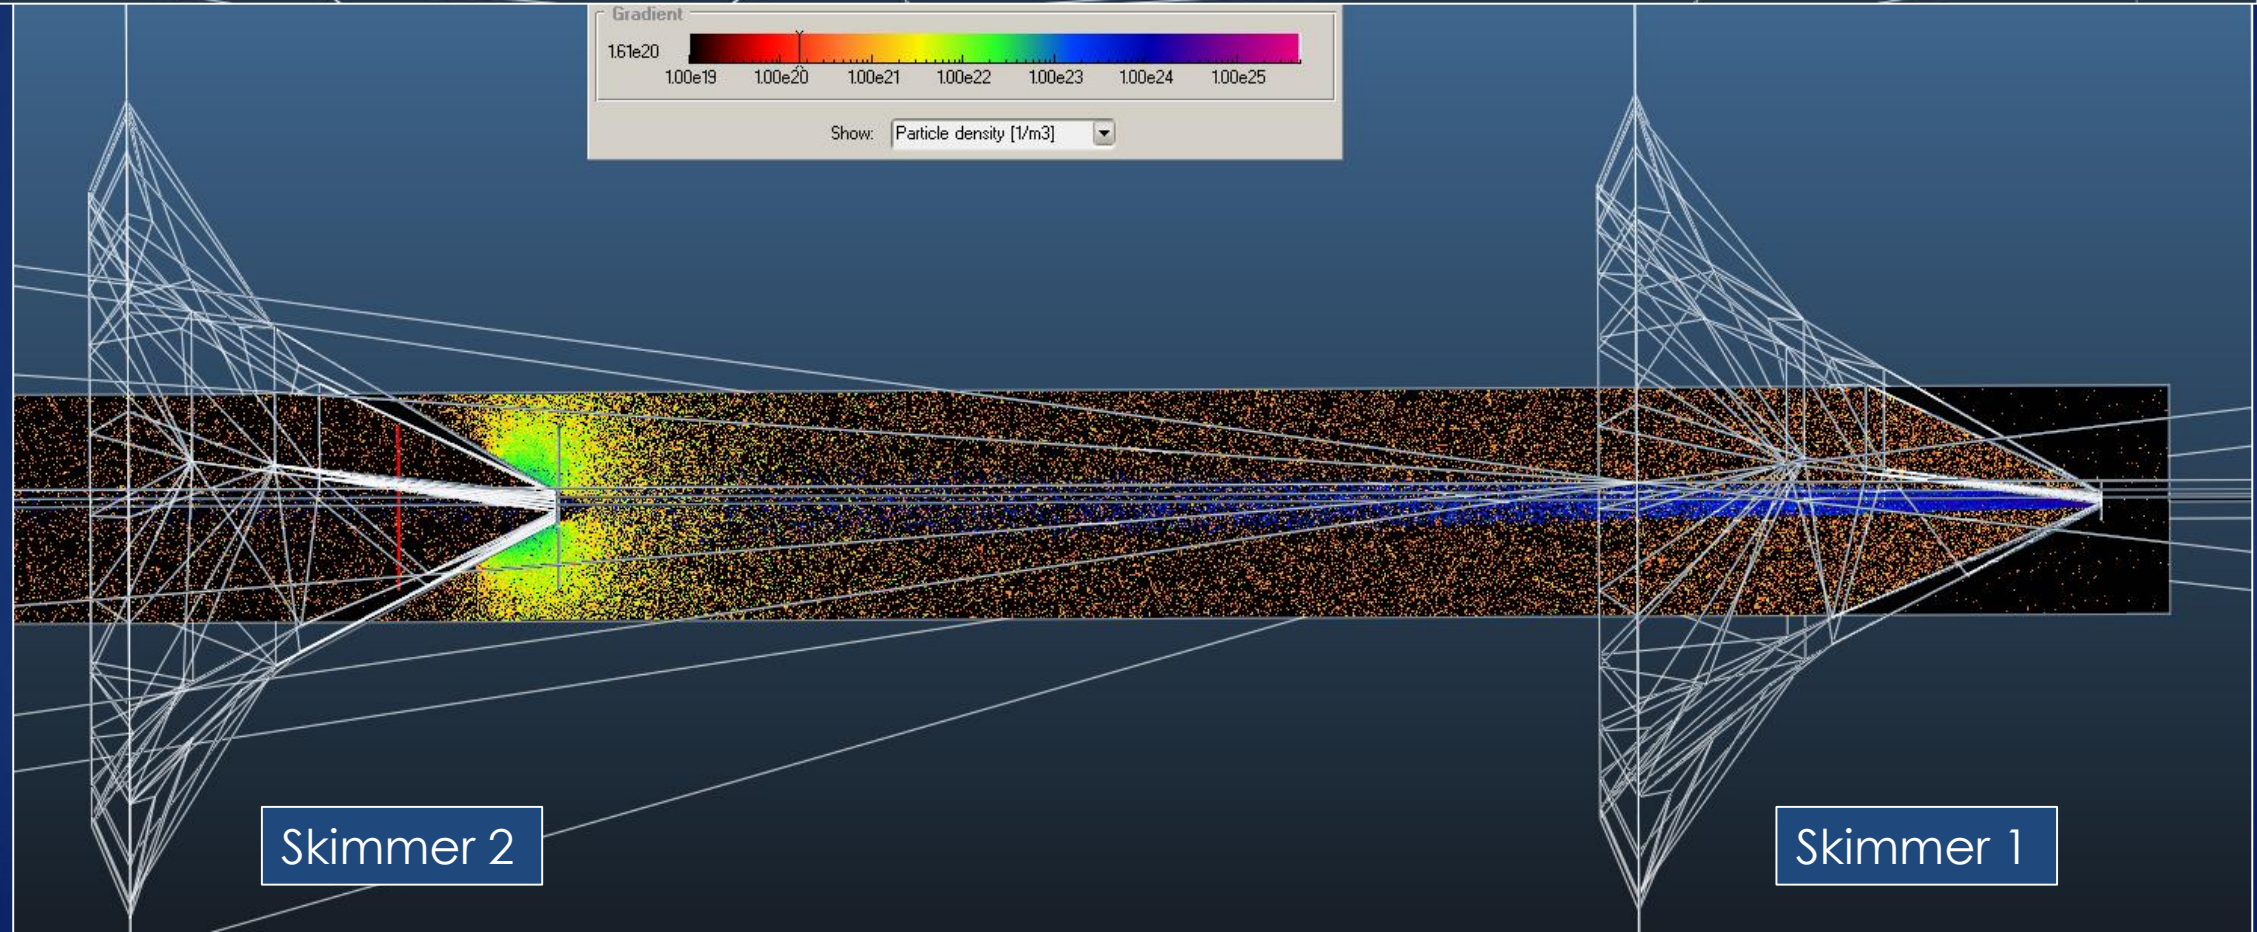 Gradient
1.61e20
1.00e19 1.00e20 1.00e21 1.00e22 1.00e23 1.00e24 1.00e25
Show: Particle density [1/m3]
Skimmer 2
Skimmer 1